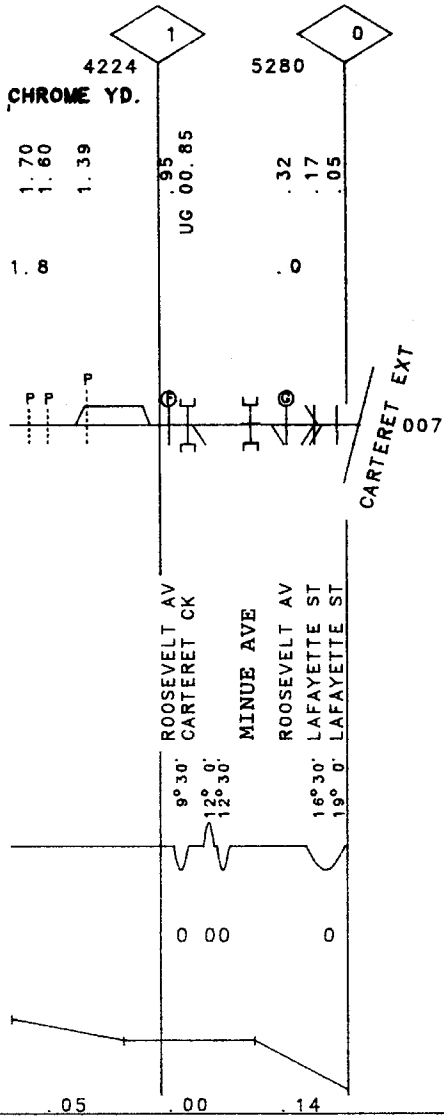 1 0
4224 5280
CHROME YD.
1.70
1.60
1.39
.95
UG 00.85
.32
.17
.05
1.8 .0
P P P F G
CARTERET EXT
007
ROOSEVELT AV
CARTERET CK
MINUE AVE
ROOSEVELT AV
LAFAYETTE ST
LAFAYETTE ST
9°30'
12°0'
12°30'
16°30'
19°0'
0 00 0
.05 .00 .14